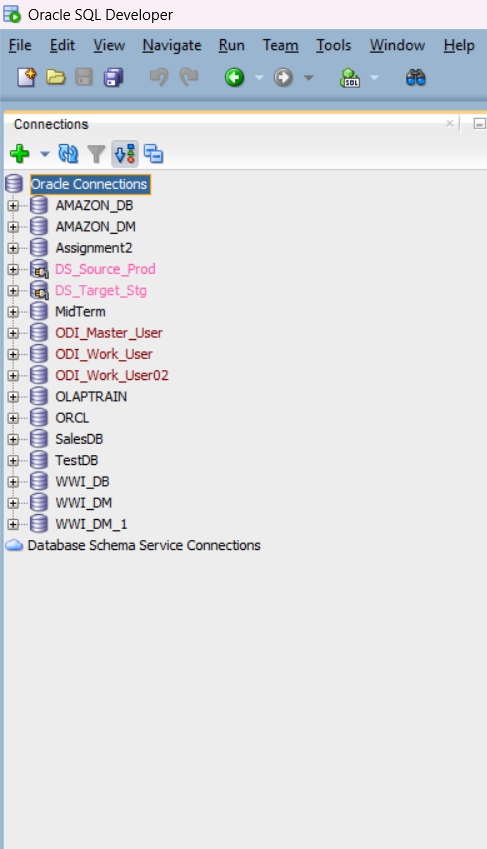 Oracle SQL Developer
File Edit View Navigate Run Team Tools Window Help
SQL
Connections
Oracle Connections
AMAZON_DB
AMAZON_DM
Assignment2
DS_Source_Prod
DS_Target_Stg
MidTerm
ODI_Master_User
ODI_Work_User
ODI_Work_User02
OLAPTRAIN
ORCL
SalesDB
TestDB
WWI_DB
WWI_DM
WWI_DM_1
Database Schema Service Connections